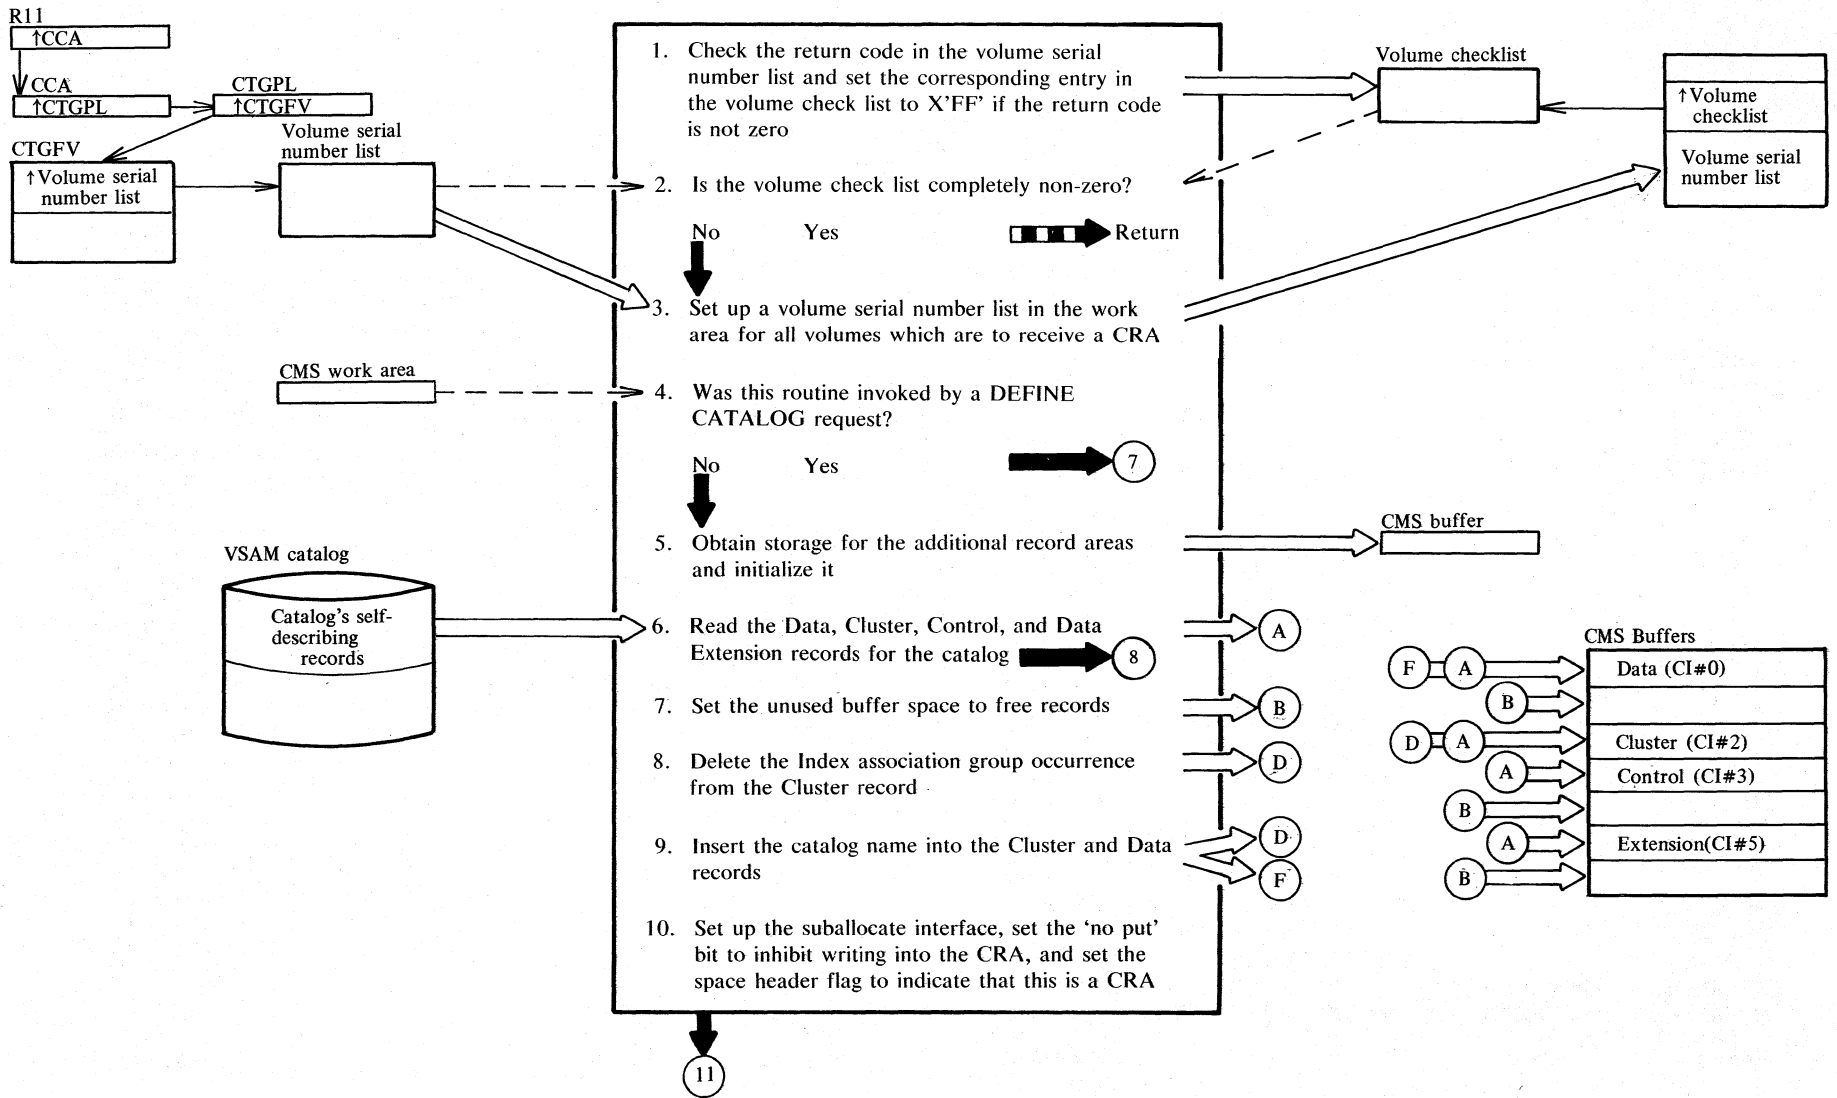 R11
↑CCA
CCA
↑CTGPL
CTGPL
↑CTGFV
CTGFV
↑Volume serial
number list
Volume serial
number list
1. Check the return code in the volume serial
number list and set the corresponding entry in
the volume check list to X'FF' if the return code
is not zero
Volume checklist
↑Volume
checklist
Volume serial
number list
2. Is the volume check list completely non-zero?
No Yes Return
3. Set up a volume serial number list in the work
area for all volumes which are to receive a CRA
CMS work area
4. Was this routine invoked by a DEFINE
CATALOG request?
No Yes 7
5. Obtain storage for the additional record areas
and initialize it
CMS buffer
VSAM catalog
Catalog's self-
describing
records
6. Read the Data, Cluster, Control, and Data
Extension records for the catalog 8
A
7. Set the unused buffer space to free records
B
8. Delete the Index association group occurrence
from the Cluster record
D
9. Insert the catalog name into the Cluster and Data
records
D
F
10. Set up the suballocate interface, set the 'no put'
bit to inhibit writing into the CRA, and set the
space header flag to indicate that this is a CRA
11
CMS Buffers
F A Data (CI#0)
B
D A Cluster (CI#2)
A Control (CI#3)
B
A Extension(CI#5)
B